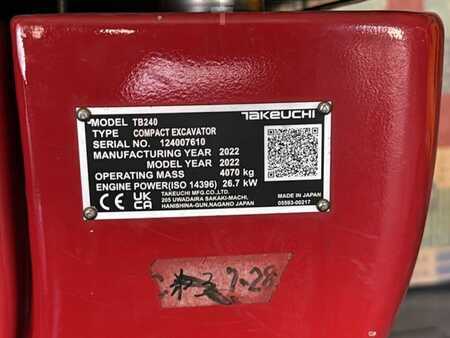 MODEL TB240
TAKEUCHI
TYPE COMPACT EXCAVATOR
SERIAL NO. 124007610
MANUFACTURING YEAR 2022
MODEL YEAR 2022
OPERATING MASS 4070 kg
ENGINE POWER(ISO 14396) 26.7 kW
CE UK CA
TAKEUCHI MFG.CO.,LTD.
205 UWADAIRA SAKAKI-MACHI,
HANISHINA-GUN,NAGANO JAPAN
MADE IN JAPAN
05593-00217
7-28